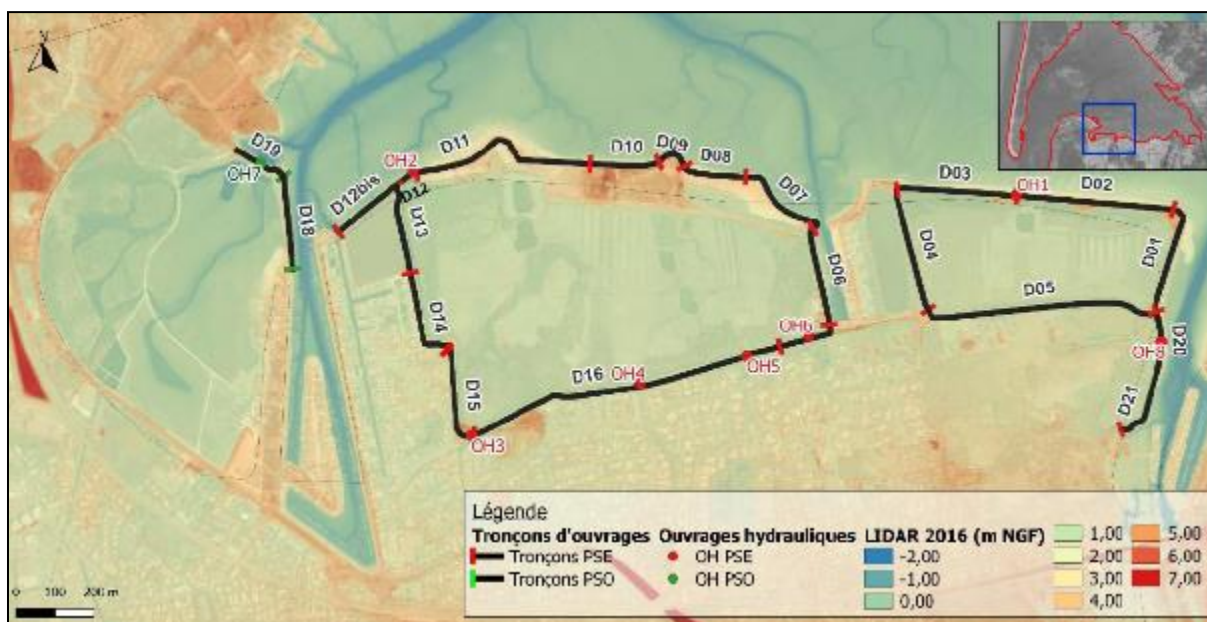 N
D19
OH7
D18
D12bis
OH2
D12
D11
D13
D14
D15
OH3
D16
OH4
OH5
OH6
D06
D07
D08
D09
D10
D03
OH1
D02
D04
D01
D05
D20
OH8
D21
0 100 200 m
Légende
Tronçons d'ouvrages Ouvrages hydrauliques LIDAR 2016 (m NGF)
Tronçons PSE OH PSE -2,00 1,00 5,00
Tronçons PSO OH PSO -1,00 2,00 6,00
0,00 3,00 7,00
4,00